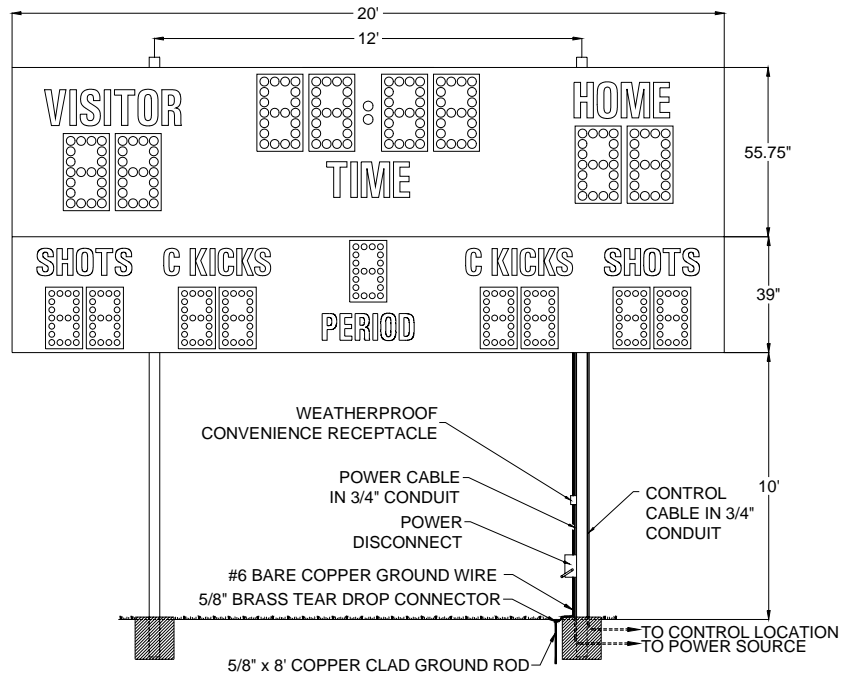 20'
12'
VISITOR
HOME
TIME
55.75"
SHOTS
C KICKS
C KICKS
SHOTS
PERIOD
39"
WEATHERPROOF
CONVENIENCE RECEPTACLE
POWER CABLE
IN 3/4" CONDUIT
POWER
DISCONNECT
CONTROL
CABLE IN 3/4"
CONDUIT
10'
#6 BARE COPPER GROUND WIRE
5/8" BRASS TEAR DROP CONNECTOR
TO CONTROL LOCATION
TO POWER SOURCE
5/8" x 8' COPPER CLAD GROUND ROD